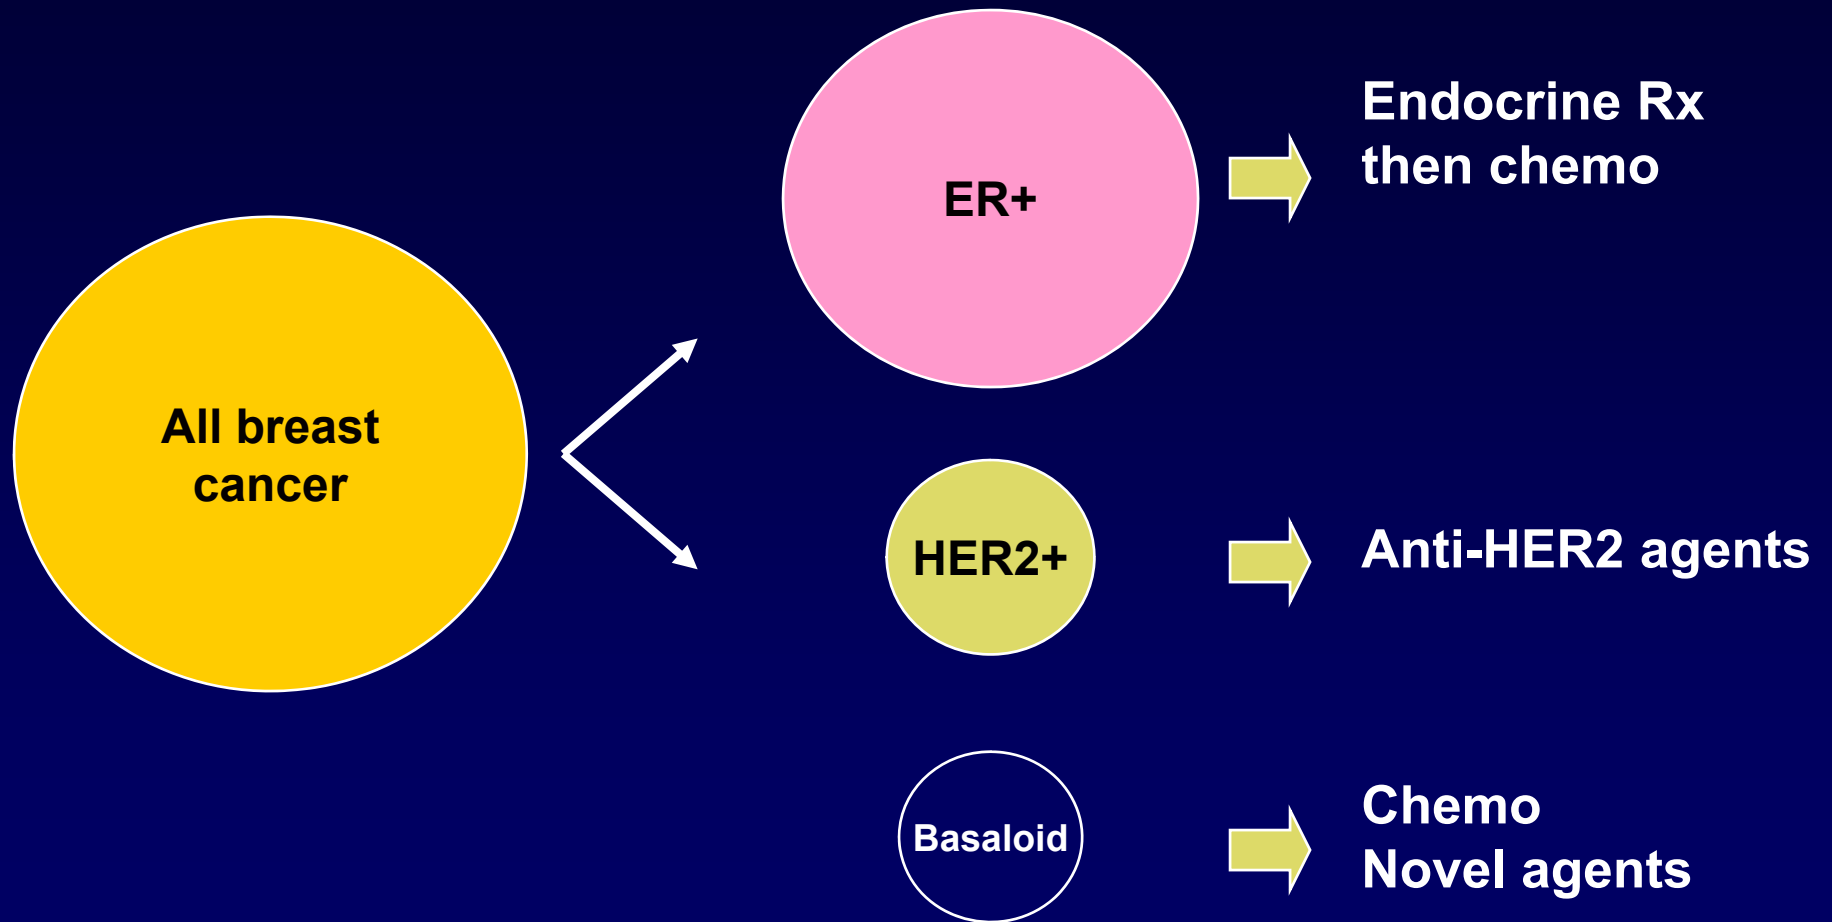 All breast
cancer
ER+
Endocrine Rx
then chemo
HER2+
Anti-HER2 agents
Basaloid
Chemo
Novel agents